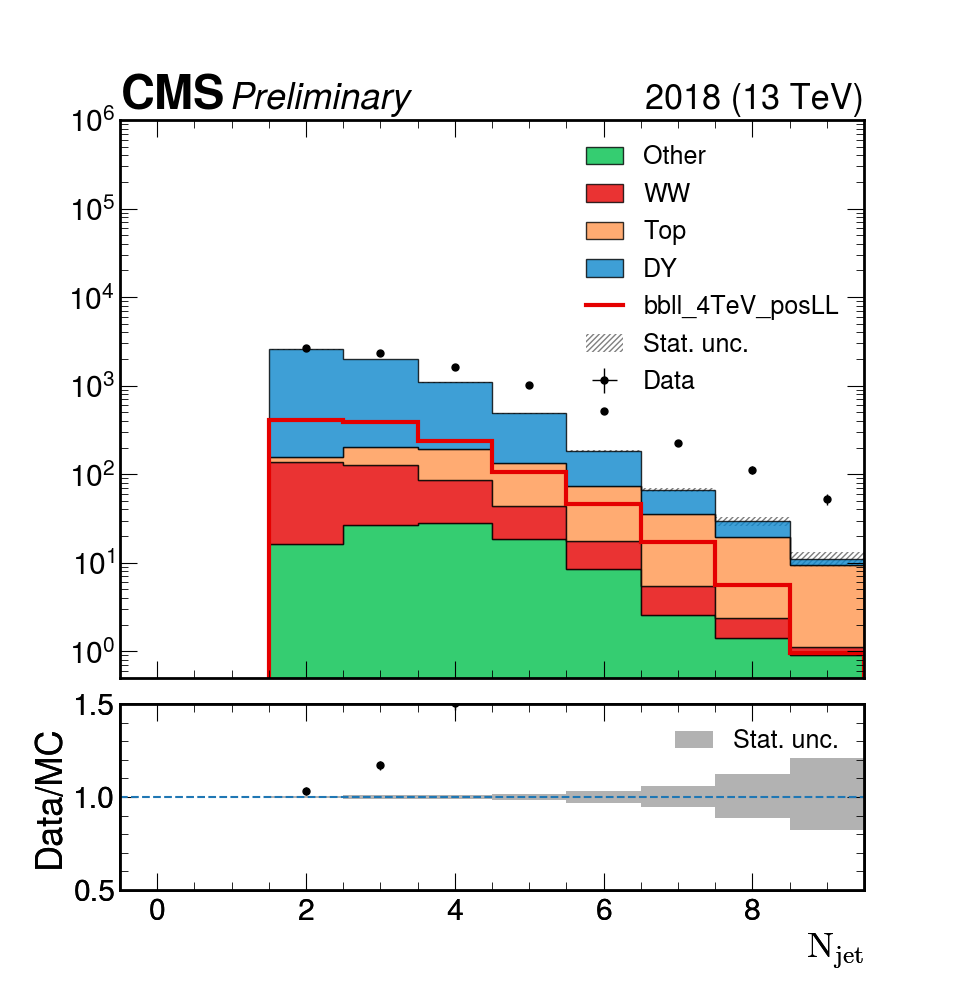 CMS Preliminary 2018 (13 TeV)
10^6
Other
WW
10^5
Top
DY
10^4
bbll_4TeV_posLL
Stat. unc.
10^3
Data
10^2
10^1
10^0
1.5
Stat. unc.
Data/MC
1.0
0.5
0 2 4 6 8
N_jet